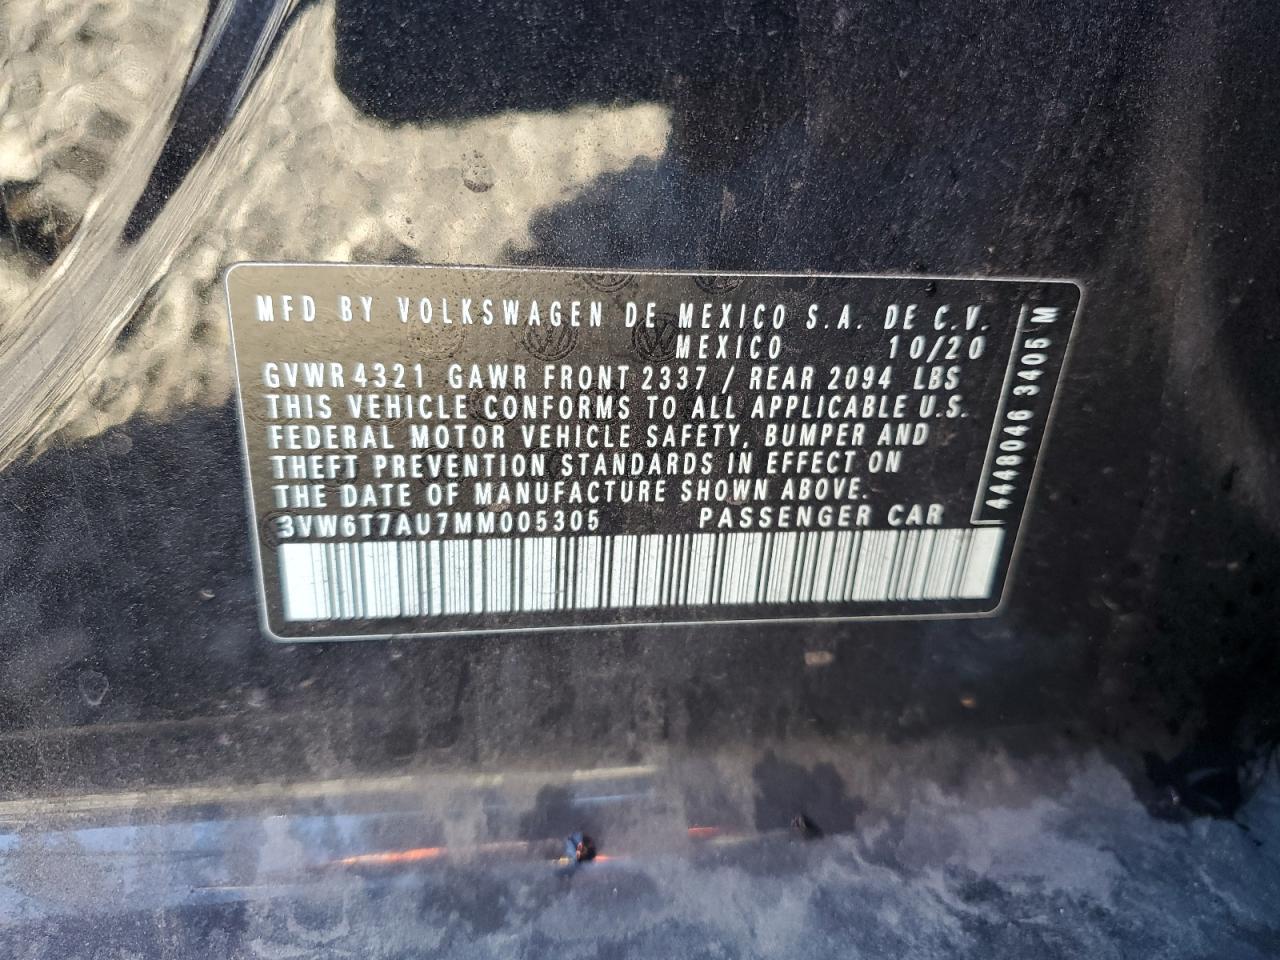 MFD BY VOLKSWAGEN DE MEXICO S.A. DE C.V.
MEXICO 10/20
GVWR 4321 GAWR FRONT 2337 / REAR 2094 LBS
THIS VEHICLE CONFORMS TO ALL APPLICABLE U.S.
FEDERAL MOTOR VEHICLE SAFETY, BUMPER AND
THEFT PREVENTION STANDARDS IN EFFECT ON
THE DATE OF MANUFACTURE SHOWN ABOVE.
3VW6T7AU7MM005305 PASSENGER CAR
4448046 3405 M